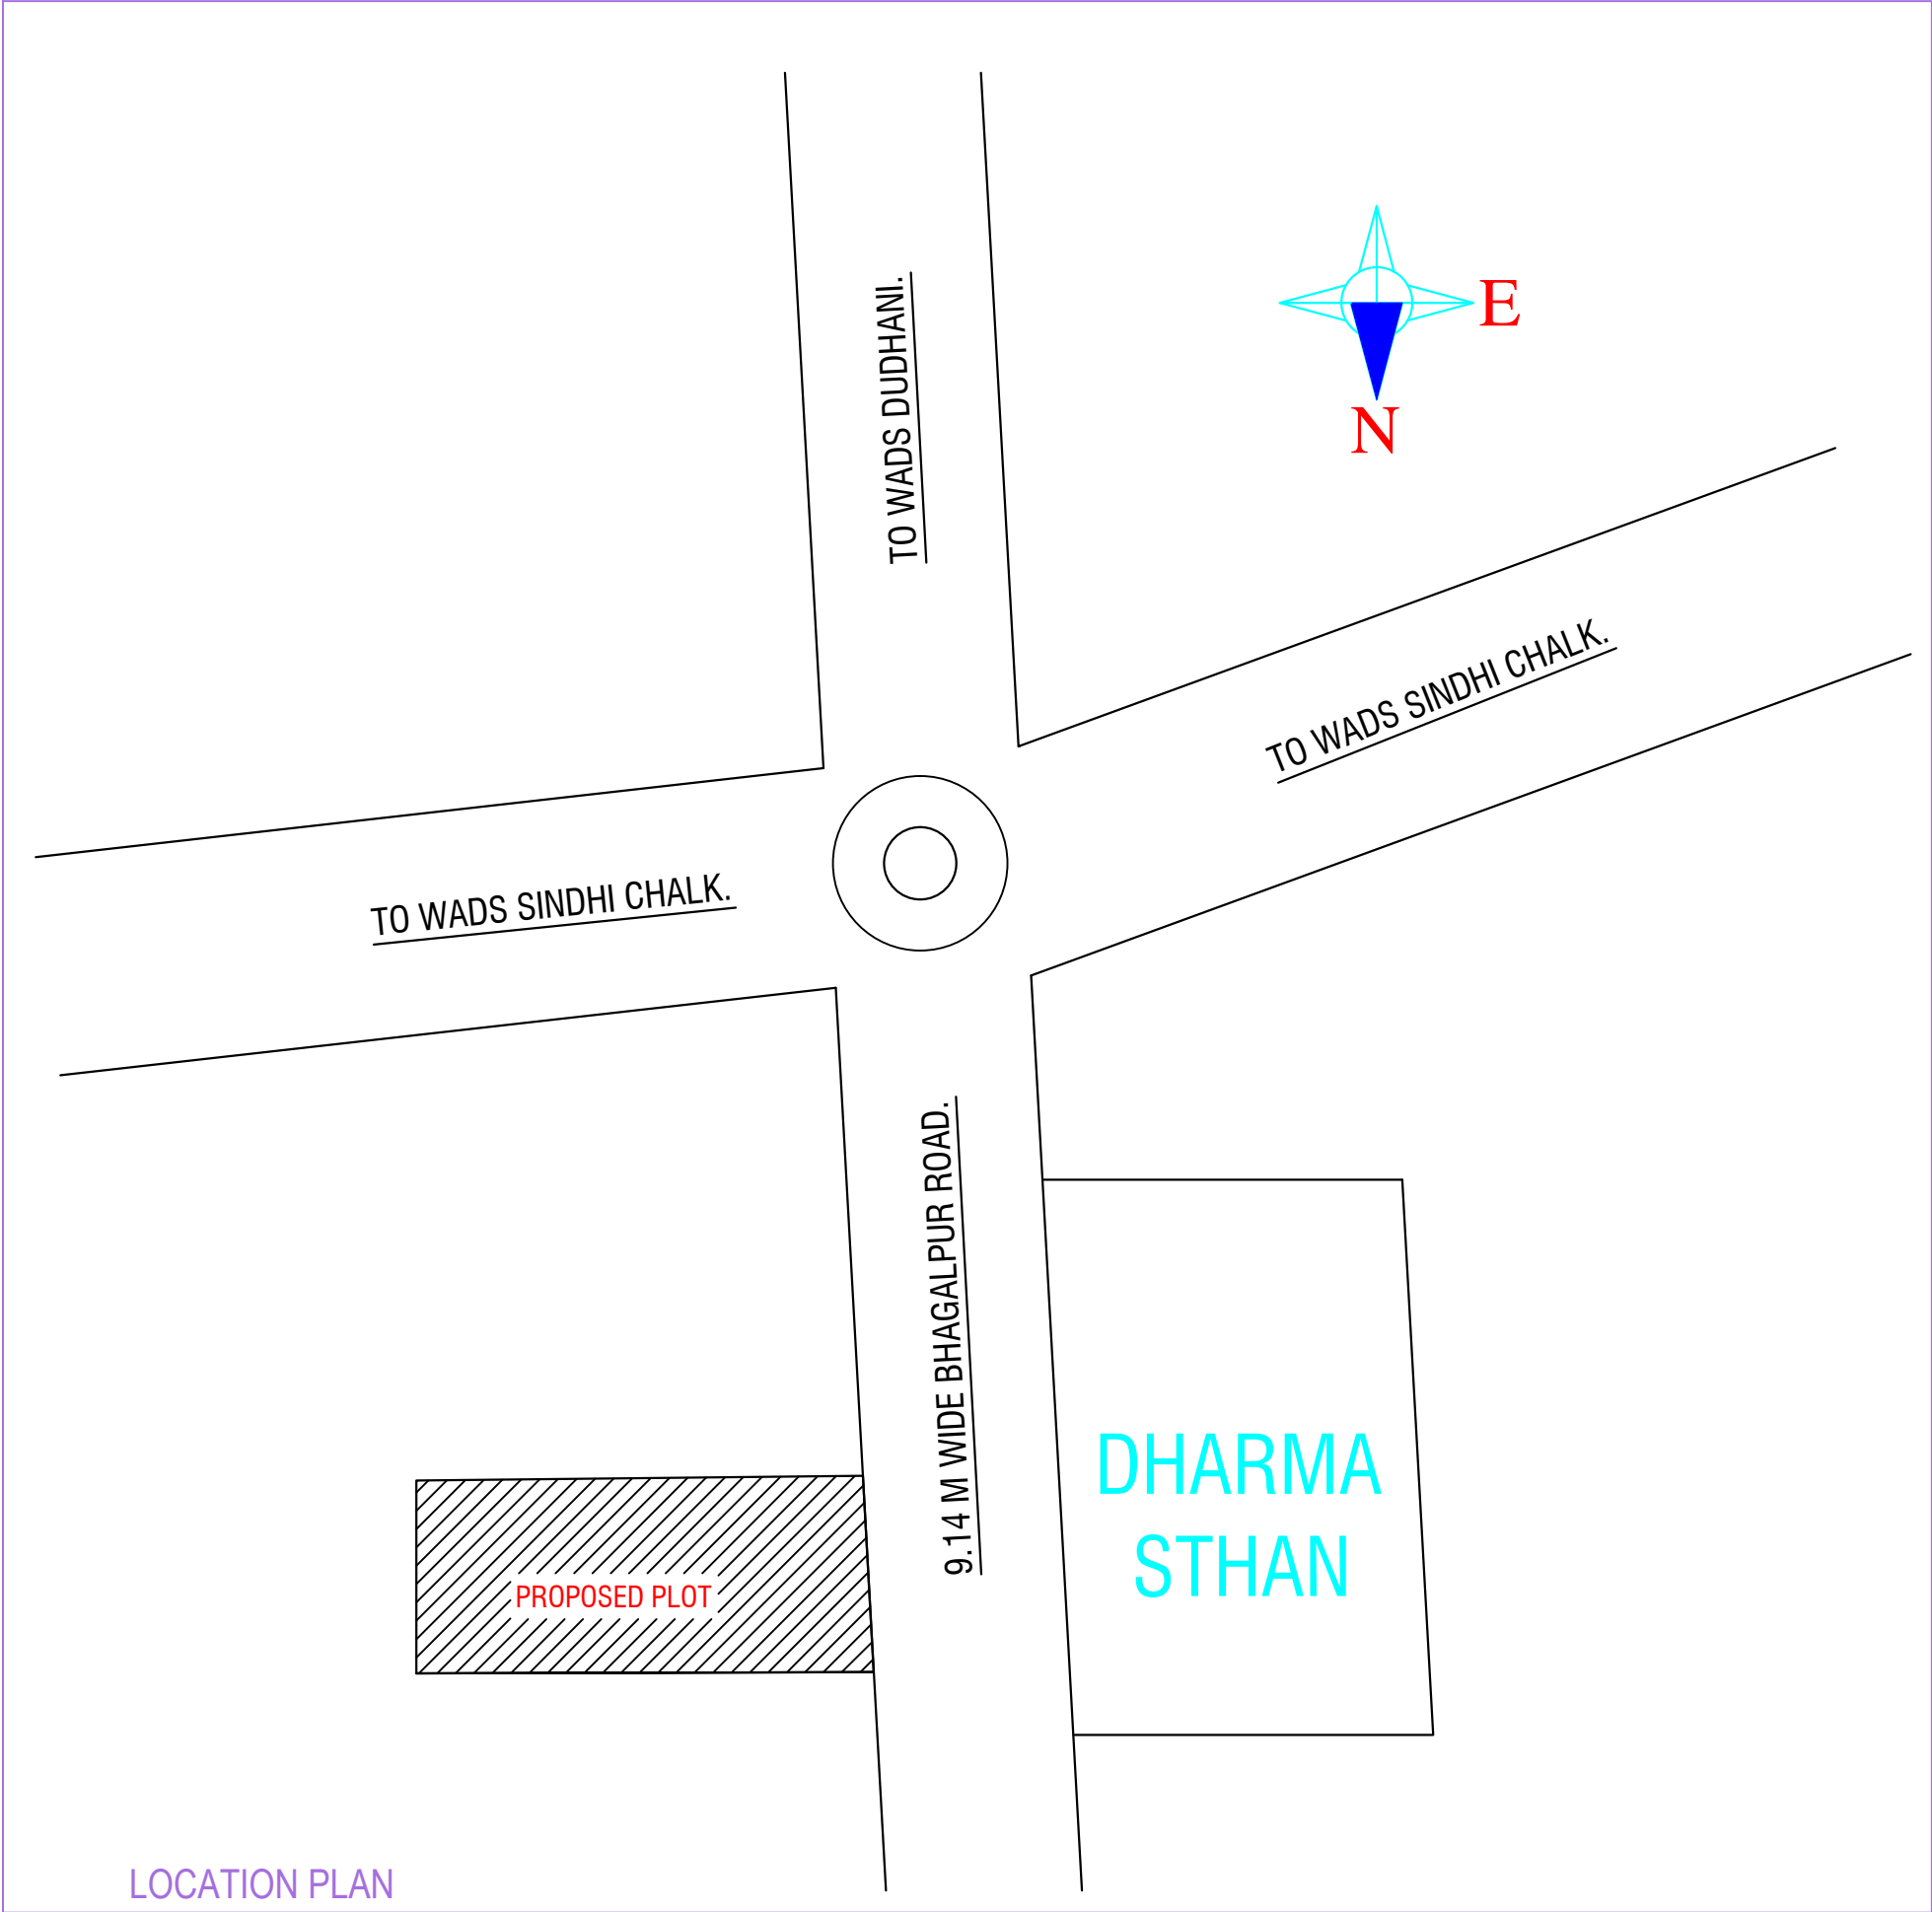 TO WADS DUDHANI.
E
N
TO WADS SINDHI CHALK.
TO WADS SINDHI CHALK.
9.14 M WIDE BHAGALPUR ROAD.
DHARMA
STHAN
PROPOSED PLOT
LOCATION PLAN